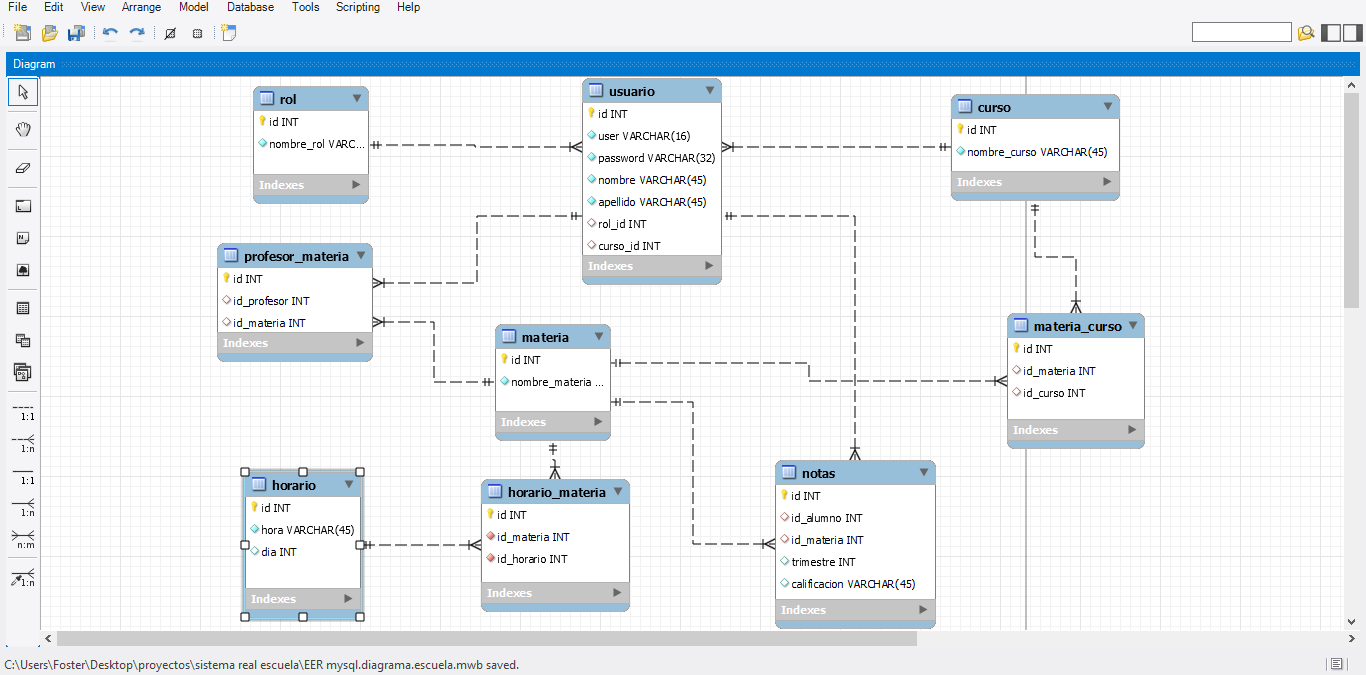 File Edit View Arrange Model Database Tools Scripting Help
Diagram
rol
id INT
nombre_rol VARC...
Indexes
usuario
id INT
user VARCHAR(16)
password VARCHAR(32)
nombre VARCHAR(45)
apellido VARCHAR(45)
rol_id INT
curso_id INT
Indexes
curso
id INT
nombre_curso VARCHAR(45)
Indexes
profesor_materia
id INT
id_profesor INT
id_materia INT
Indexes
materia
id INT
nombre_materia ...
Indexes
materia_curso
id INT
id_materia INT
id_curso INT
Indexes
horario
id INT
hora VARCHAR(45)
dia INT
Indexes
horario_materia
id INT
id_materia INT
id_horario INT
Indexes
notas
id INT
id_alumno INT
id_materia INT
trimestre INT
calificacion VARCHAR(45)
Indexes
1:1
1:n
1:1
1:n
n:m
1:n
C:\Users\Foster\Desktop\proyectos\sistema real escuela\EER mysql.diagrama.escuela.mwb saved.